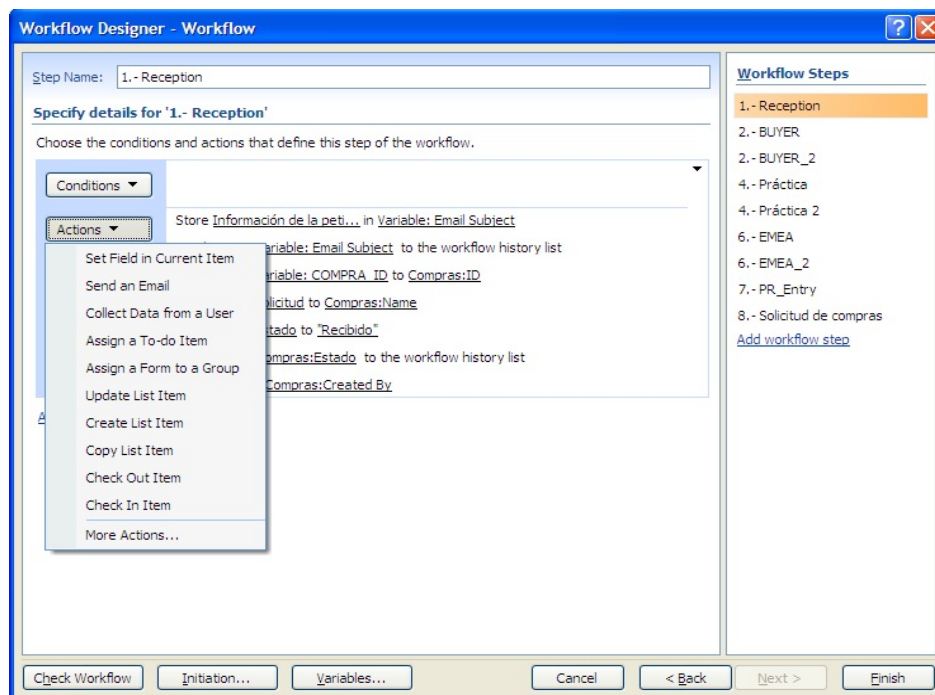 Workflow Designer - Workflow
Step Name: 1.- Reception
Specify details for '1.- Reception'
Choose the conditions and actions that define this step of the workflow.
Conditions
Actions
Store Información de la peti... in Variable: Email Subject
ariable: Email Subject to the workflow history list
ariable: COMPRA_ID to Compras:ID
olicitud to Compras:Name
stado to "Recibido"
ompras:Estado to the workflow history list
Compras:Created By
A
Set Field in Current Item
Send an Email
Collect Data from a User
Assign a To-do Item
Assign a Form to a Group
Update List Item
Create List Item
Copy List Item
Check Out Item
Check In Item
More Actions...
Workflow Steps
1.- Reception
2.- BUYER
2.- BUYER_2
4.- Práctica
4.- Práctica 2
6.- EMEA
6.- EMEA_2
7.- PR_Entry
8.- Solicitud de compras
Add workflow step
Check Workflow
Initiation...
Variables...
Cancel
< Back
Next >
Finish